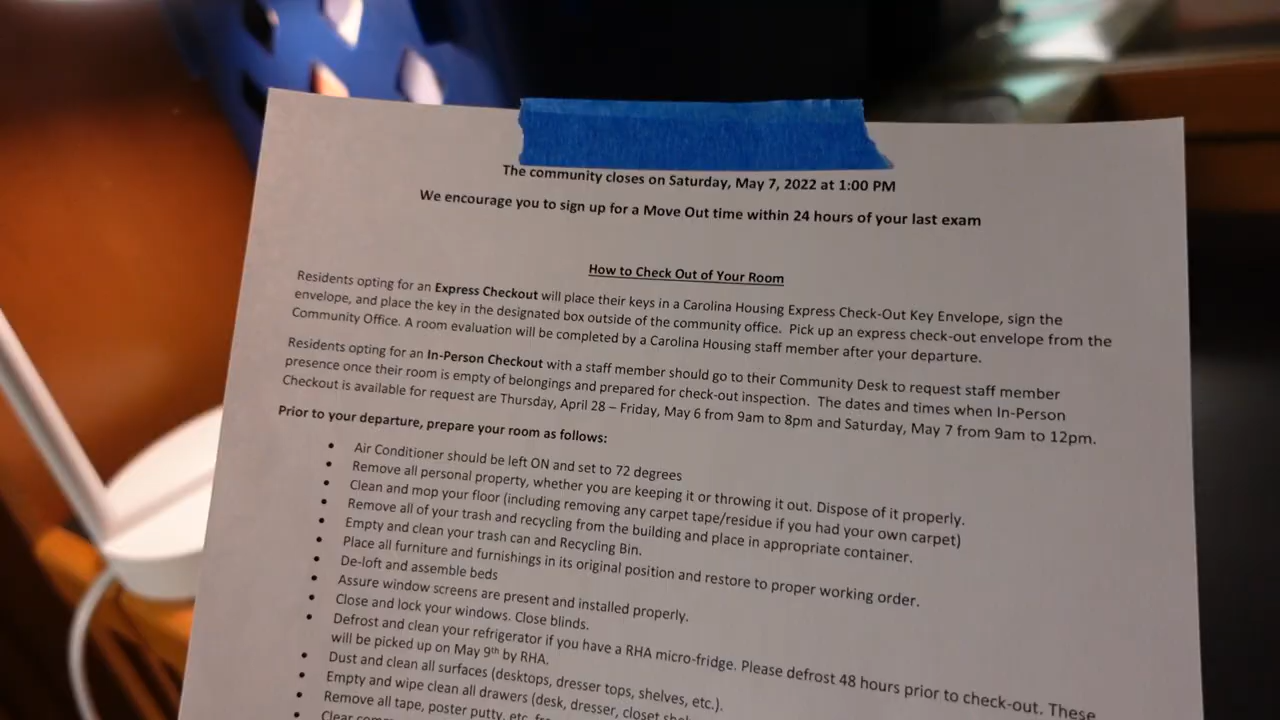 The community closes on Saturday, May 7, 2022 at 1:00 PM
We encourage you to sign up for a Move Out time within 24 hours of your last exam
How to Check Out of Your Room
Residents opting for an Express Checkout will place their keys in a Carolina Housing Express Check-Out Key Envelope, sign the
envelope, and place the key in the designated box outside of the community office. Pick up an express check-out envelope from the
Community Office. A room evaluation will be completed by a Carolina Housing staff member after your departure.
Residents opting for an In-Person Checkout with a staff member should go to their Community Desk to request staff member
presence once their room is empty of belongings and prepared for check-out inspection. The dates and times when In-Person
Checkout is available for request are Thursday, April 28 – Friday, May 6 from 9am to 8pm and Saturday, May 7 from 9am to 12pm.
Prior to your departure, prepare your room as follows:
• Air Conditioner should be left ON and set to 72 degrees
• Remove all personal property, whether you are keeping it or throwing it out. Dispose of it properly.
• Clean and mop your floor (including removing any carpet tape/residue if you had your own carpet)
• Remove all of your trash and recycling from the building and place in appropriate container.
• Empty and clean your trash can and Recycling Bin.
• Place all furniture and furnishings in its original position and restore to proper working order.
• De-loft and assemble beds
• Assure window screens are present and installed properly.
• Close and lock your windows. Close blinds.
• Defrost and clean your refrigerator if you have a RHA micro-fridge. Please defrost 48 hours prior to check-out. These
will be picked up on May 9th by RHA.
• Dust and clean all surfaces (desktops, dresser tops, shelves, etc.).
• Empty and wipe clean all drawers (desk, dresser, closet
• Remove all tape, poster putty, etc.
• Clear